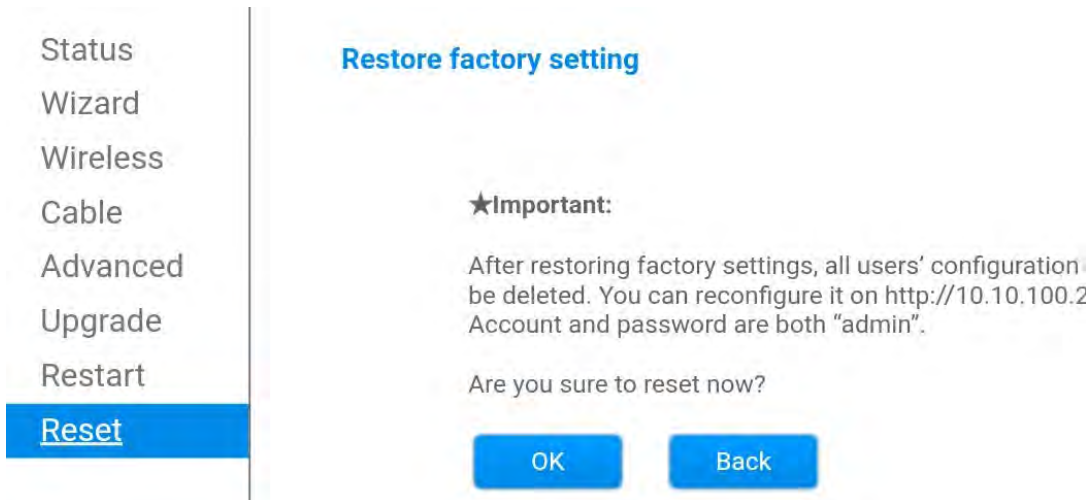 Status
Wizard
Wireless
Cable
Advanced
Upgrade
Restart
Reset
Restore factory setting
★Important:
After restoring factory settings, all users’ configuration
be deleted. You can reconfigure it on http://10.10.100.2
Account and password are both “admin”.
Are you sure to reset now?
OK
Back